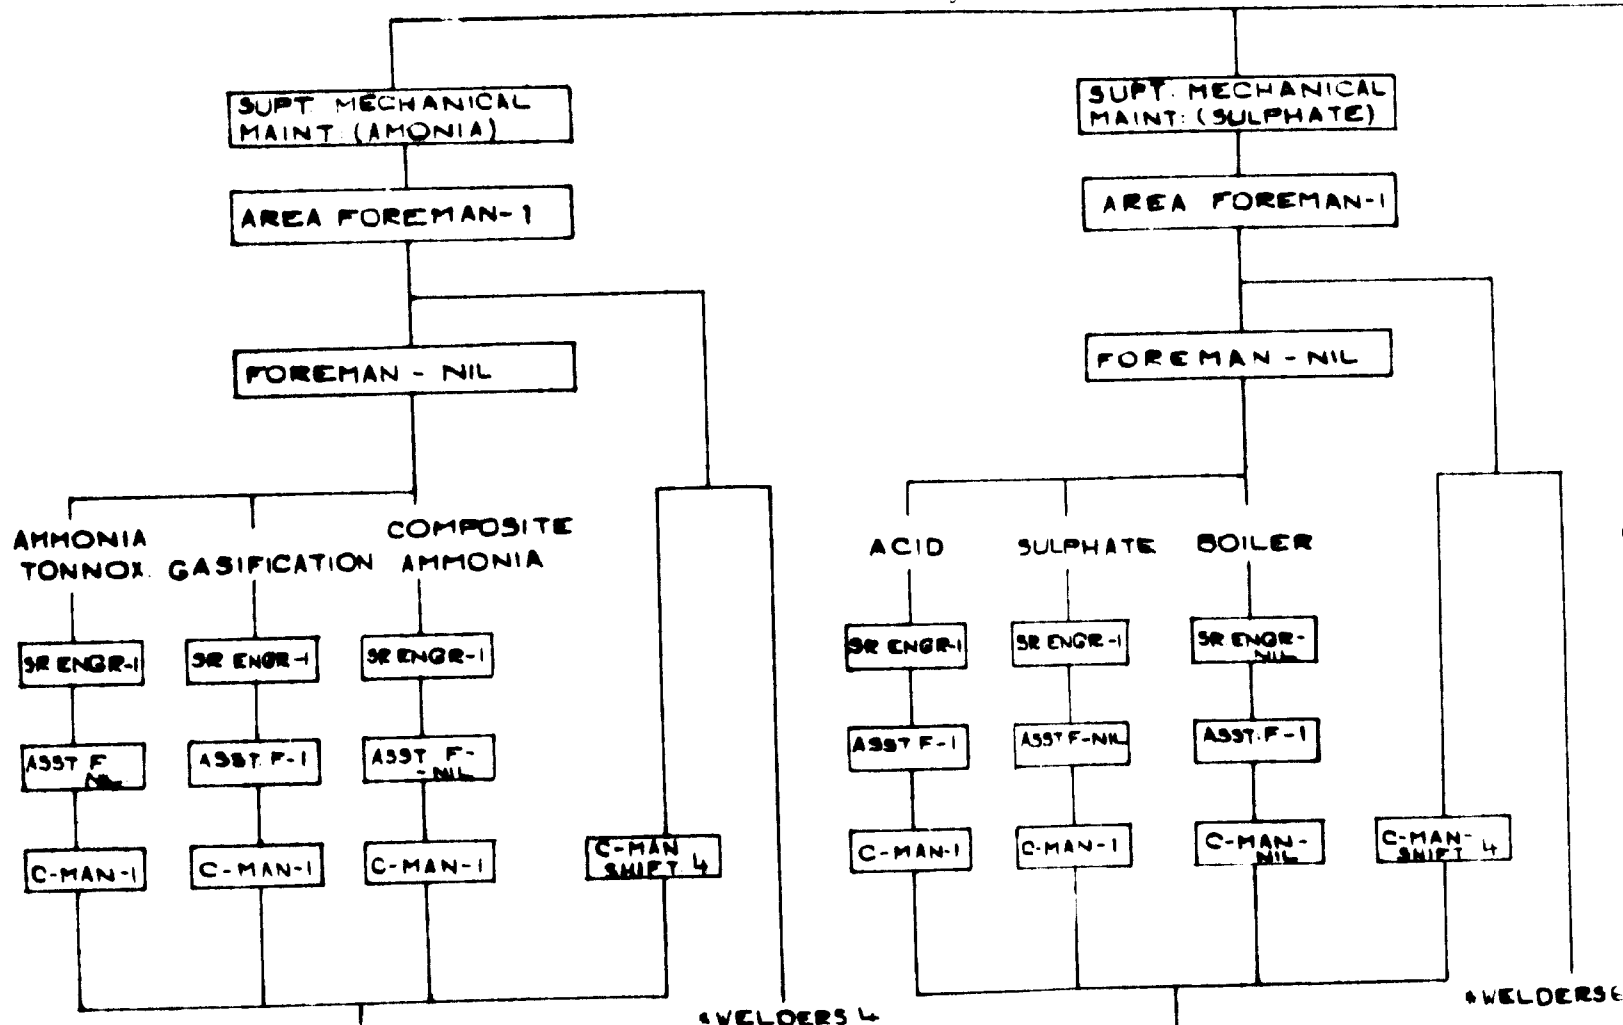 SUPT. MECHANICAL
MAINT: (AMONIA)
AREA FOREMAN-1
FOREMAN - NIL
AMMONIA
TONNOX.
GASIFICATION
COMPOSITE
AMMONIA
SR ENGR-1
SR ENGR-1
SR ENGR-1
ASST F
NIL
ASST. F-1
ASST F-
-NIL
C-MAN-1
C-MAN-1
C-MAN-1
C-MAN
SHIFT 4
*WELDERS 4
SUPT. MECHANICAL
MAINT: (SULPHATE)
AREA FOREMAN-1
FOREMAN - NIL
ACID
SULPHATE
BOILER
SR ENGR-1
SR ENGR-1
SR ENGR-
NIL
ASST F-1
ASST F-NIL
ASST. F-1
C-MAN-1
C-MAN-1
C-MAN-
NIL
C-MAN-
SHIFT 4
*WELDERS